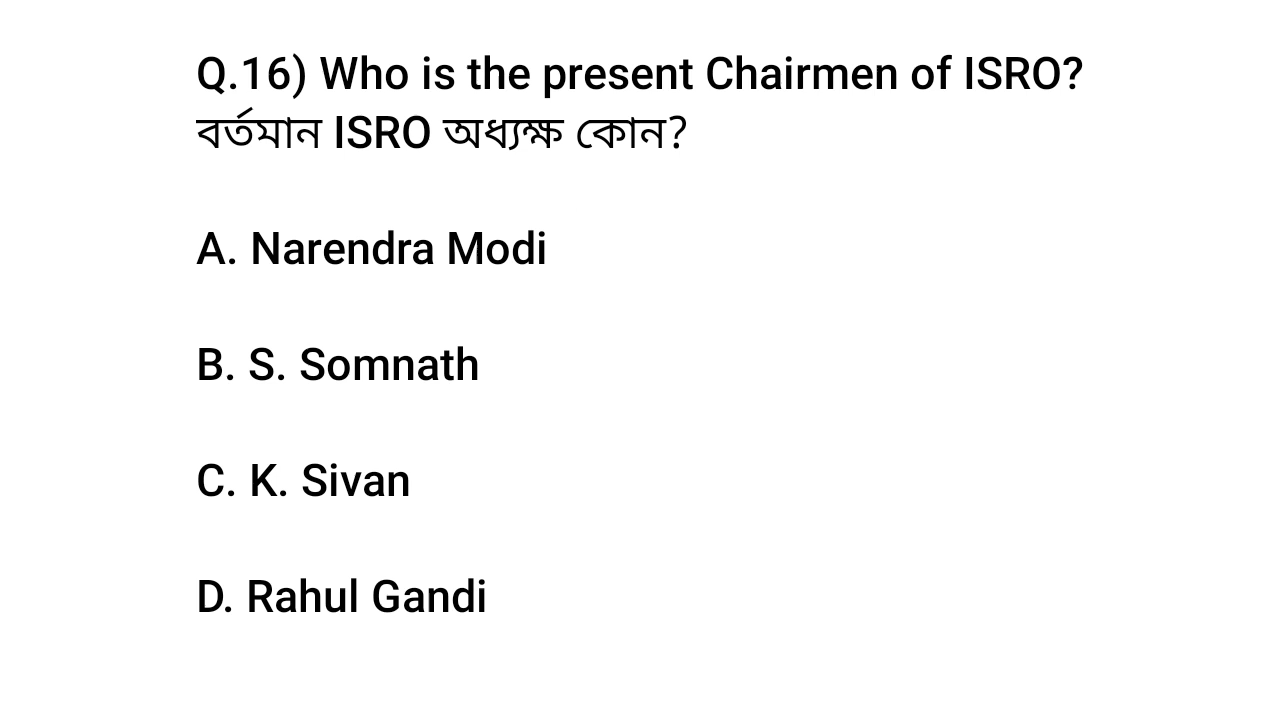 Q.16) Who is the present Chairmen of ISRO?
বর্তমান ISRO অধ্যক্ষ কোন?
A. Narendra Modi
B. S. Somnath
C. K. Sivan
D. Rahul Gandi